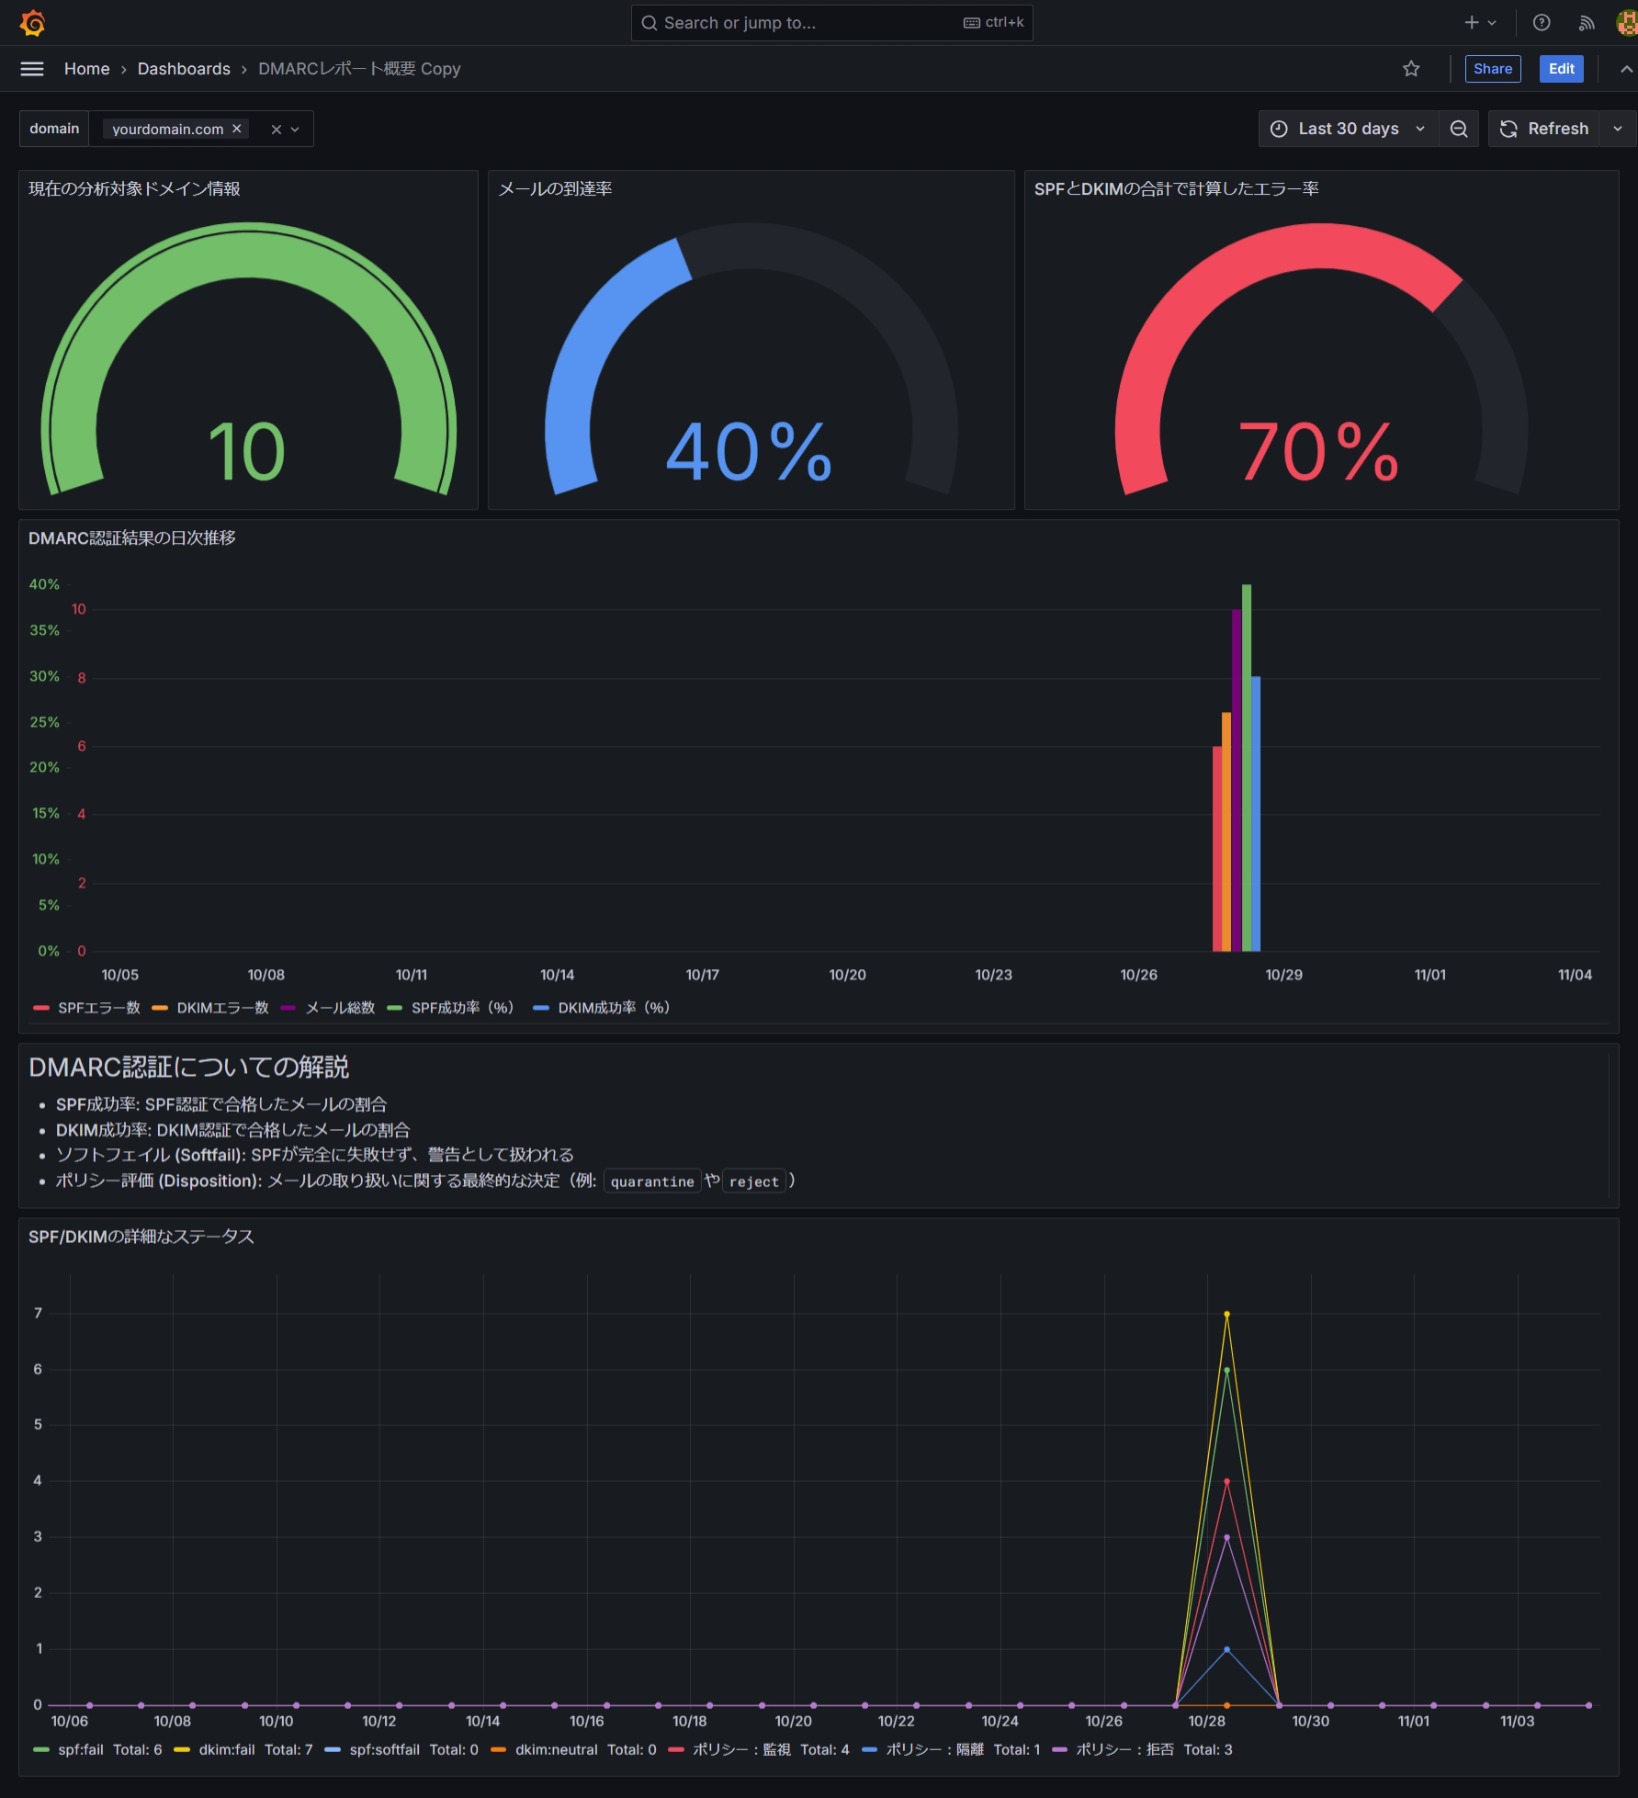 Search or jump to... ctrl+k
Home › Dashboards › DMARCレポート概要 Copy Share Edit
domain yourdomain.com Last 30 days Refresh
現在の分析対象ドメイン情報
10
メールの到達率
40%
SPFとDKIMの合計で計算したエラー率
70%
DMARC認証結果の日次推移
40%
35%
30%
25%
20%
15%
10%
5%
0%
10
8
6
4
2
0
10/05 10/08 10/11 10/14 10/17 10/20 10/23 10/26 10/29 11/01 11/04
SPFエラー数 DKIMエラー数 メール総数 SPF成功率（%） DKIM成功率（%）
DMARC認証についての解説
• SPF成功率: SPF認証で合格したメールの割合
• DKIM成功率: DKIM認証で合格したメールの割合
• ソフトフェイル (Softfail): SPFが完全に失敗せず、警告として扱われる
• ポリシー評価 (Disposition): メールの取り扱いに関する最終的な決定（例: quarantine や reject ）
SPF/DKIMの詳細なステータス
7
6
5
4
3
2
1
0
10/06 10/08 10/10 10/12 10/14 10/16 10/18 10/20 10/22 10/24 10/26 10/28 10/30 11/01 11/03
spf:fail Total: 6 dkim:fail Total: 7 spf:softfail Total: 0 dkim:neutral Total: 0 ポリシー：監視 Total: 4 ポリシー：隔離 Total: 1 ポリシー：拒否 Total: 3